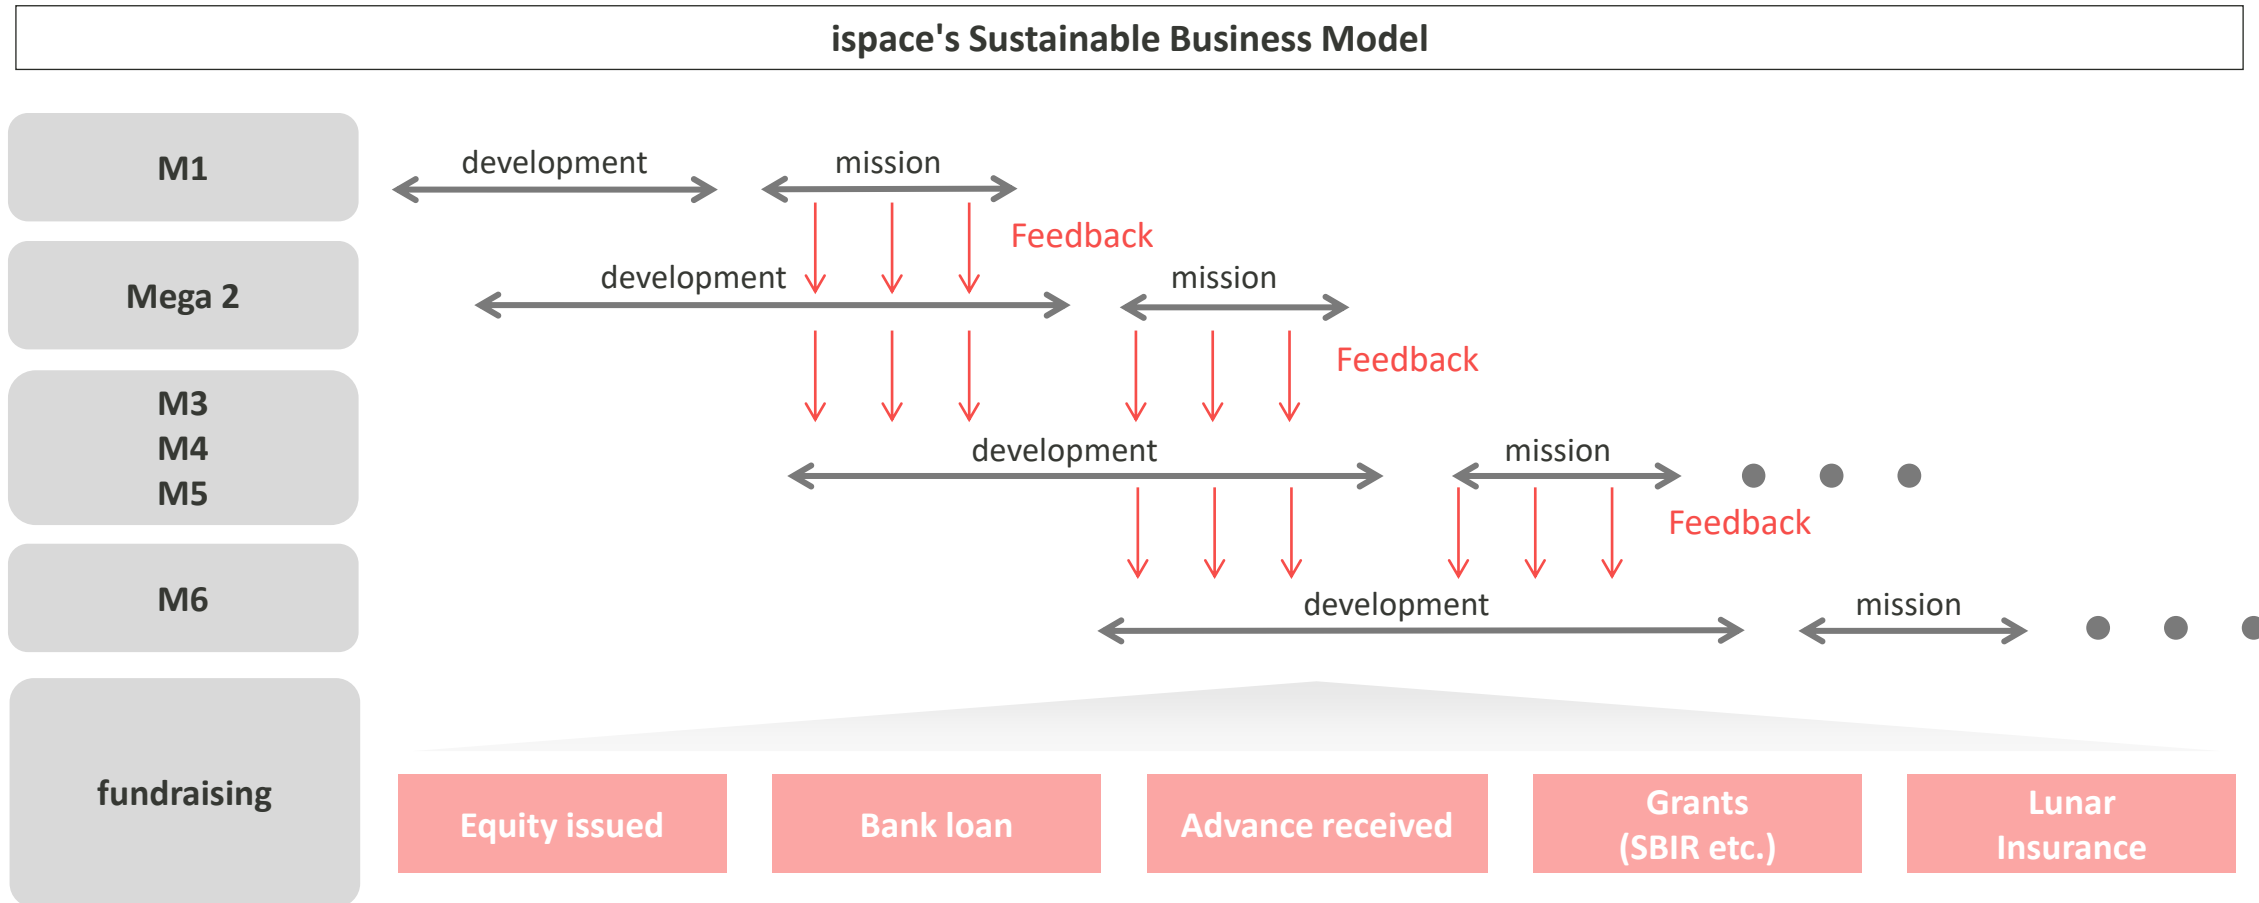 ispace's Sustainable Business Model
M1
development
mission
Feedback
Mega 2
development
mission
Feedback
M3
M4
M5
development
mission
Feedback
M6
development
mission
fundraising
Equity issued
Bank loan
Advance received
Grants
(SBIR etc.)
Lunar
Insurance